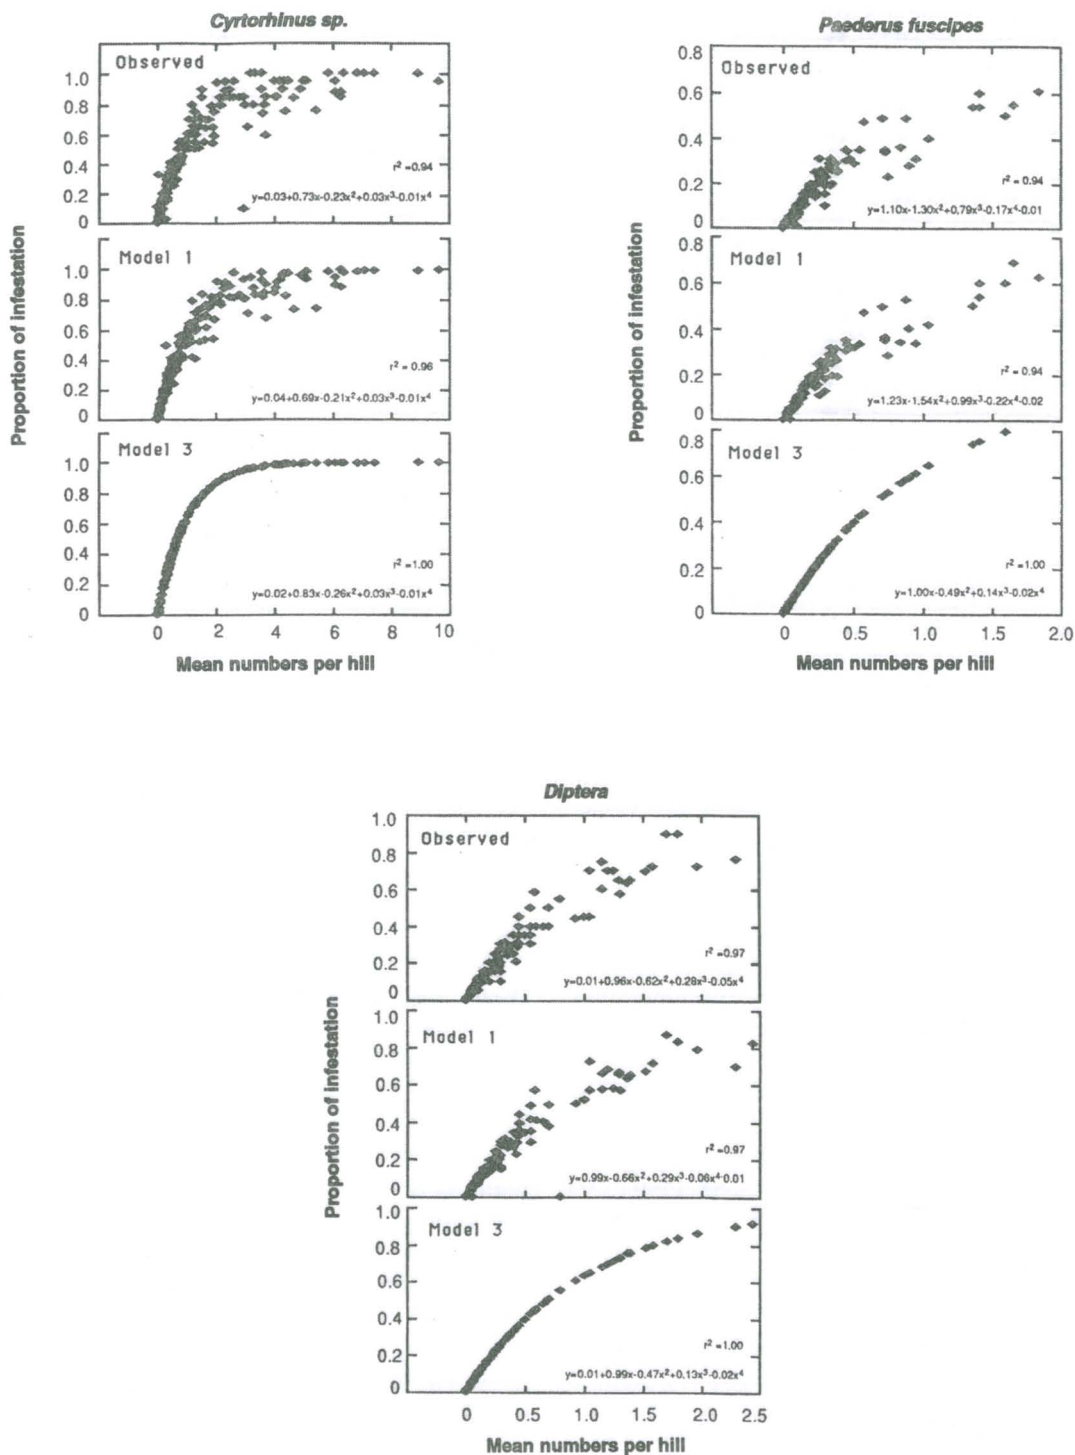 Cyrtorhinus sp.
Observed
1.0
0.8
0.6
0.4
0.2
0
r² =0.94
y=0.03+0.73x-0.23x²+0.03x³-0.01x⁴
Model 1
1.0
0.8
0.6
0.4
0.2
0
r² =0.96
y=0.04+0.69x-0.21x²+0.03x³-0.01x⁴
Model 3
1.0
0.8
0.6
0.4
0.2
0
r² =1.00
y=0.02+0.83x-0.26x²+0.03x³-0.01x⁴
0 2 4 6 8 10
Mean numbers per hill
Proportion of infestation
Paederus fuscipes
0.8
Observed
0.6
0.4
0.2
0
r² =0.94
y=1.10x-1.30x²+0.79x³-0.17x⁴-0.01
0.8
Model 1
0.6
0.4
0.2
0
r² =0.94
y=1.23x-1.54x²+0.99x³-0.22x⁴-0.02
0.8
Model 3
0.6
0.4
0.2
0
r² =1.00
y=1.00x-0.49x²+0.14x³-0.02x⁴
0 0.5 1.0 1.5 2.0
Mean numbers per hill
Proportion of infestation
Diptera
1.0
Observed
0.8
0.6
0.4
0.2
0
r² =0.97
y=0.01+0.96x-0.62x²+0.28x³-0.05x⁴
1.0
Model 1
0.8
0.6
0.4
0.2
0
r² =0.97
y=0.99x-0.66x²+0.29x³-0.06x⁴-0.01
1.0
Model 3
0.8
0.6
0.4
0.2
0
r² =1.00
y=0.01+0.99x-0.47x²+0.13x³-0.02x⁴
0 0.5 1.0 1.5 2.0 2.5
Mean numbers per hill
Proportion of infestation